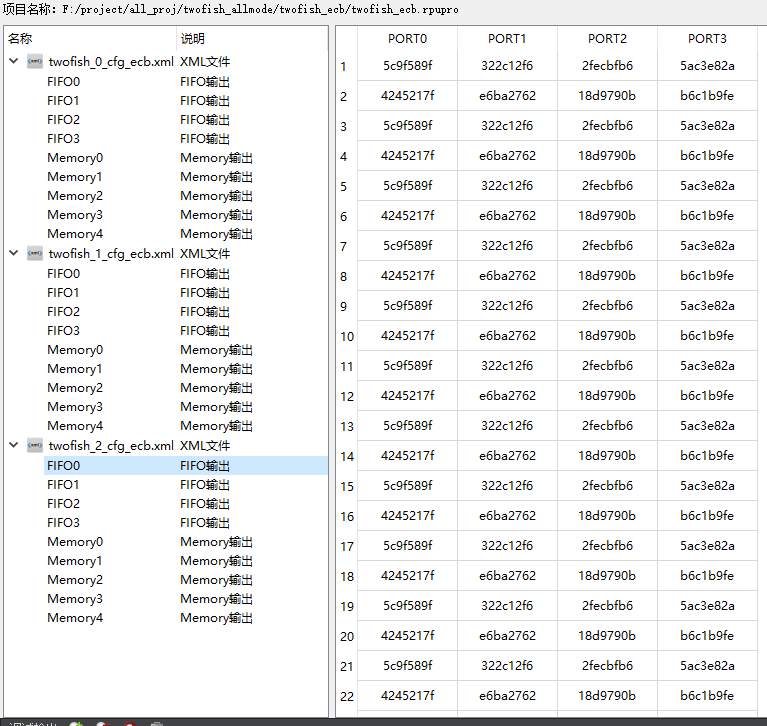 项目名称：F:/project/all_proj/twofish_allmode/twofish_ecb/twofish_ecb.rpupro
名称 说明
twofish_0_cfg_ecb.xml XML文件
FIFO0 FIFO输出
FIFO1 FIFO输出
FIFO2 FIFO输出
FIFO3 FIFO输出
Memory0 Memory输出
Memory1 Memory输出
Memory2 Memory输出
Memory3 Memory输出
Memory4 Memory输出
twofish_1_cfg_ecb.xml XML文件
FIFO0 FIFO输出
FIFO1 FIFO输出
FIFO2 FIFO输出
FIFO3 FIFO输出
Memory0 Memory输出
Memory1 Memory输出
Memory2 Memory输出
Memory3 Memory输出
Memory4 Memory输出
twofish_2_cfg_ecb.xml XML文件
FIFO0 FIFO输出
FIFO1 FIFO输出
FIFO2 FIFO输出
FIFO3 FIFO输出
Memory0 Memory输出
Memory1 Memory输出
Memory2 Memory输出
Memory3 Memory输出
Memory4 Memory输出
PORT0 PORT1 PORT2 PORT3
1 5c9f589f 322c12f6 2fecbfb6 5ac3e82a
2 4245217f e6ba2762 18d9790b b6c1b9fe
3 5c9f589f 322c12f6 2fecbfb6 5ac3e82a
4 4245217f e6ba2762 18d9790b b6c1b9fe
5 5c9f589f 322c12f6 2fecbfb6 5ac3e82a
6 4245217f e6ba2762 18d9790b b6c1b9fe
7 5c9f589f 322c12f6 2fecbfb6 5ac3e82a
8 4245217f e6ba2762 18d9790b b6c1b9fe
9 5c9f589f 322c12f6 2fecbfb6 5ac3e82a
10 4245217f e6ba2762 18d9790b b6c1b9fe
11 5c9f589f 322c12f6 2fecbfb6 5ac3e82a
12 4245217f e6ba2762 18d9790b b6c1b9fe
13 5c9f589f 322c12f6 2fecbfb6 5ac3e82a
14 4245217f e6ba2762 18d9790b b6c1b9fe
15 5c9f589f 322c12f6 2fecbfb6 5ac3e82a
16 4245217f e6ba2762 18d9790b b6c1b9fe
17 5c9f589f 322c12f6 2fecbfb6 5ac3e82a
18 4245217f e6ba2762 18d9790b b6c1b9fe
19 5c9f589f 322c12f6 2fecbfb6 5ac3e82a
20 4245217f e6ba2762 18d9790b b6c1b9fe
21 5c9f589f 322c12f6 2fecbfb6 5ac3e82a
22 4245217f e6ba2762 18d9790b b6c1b9fe